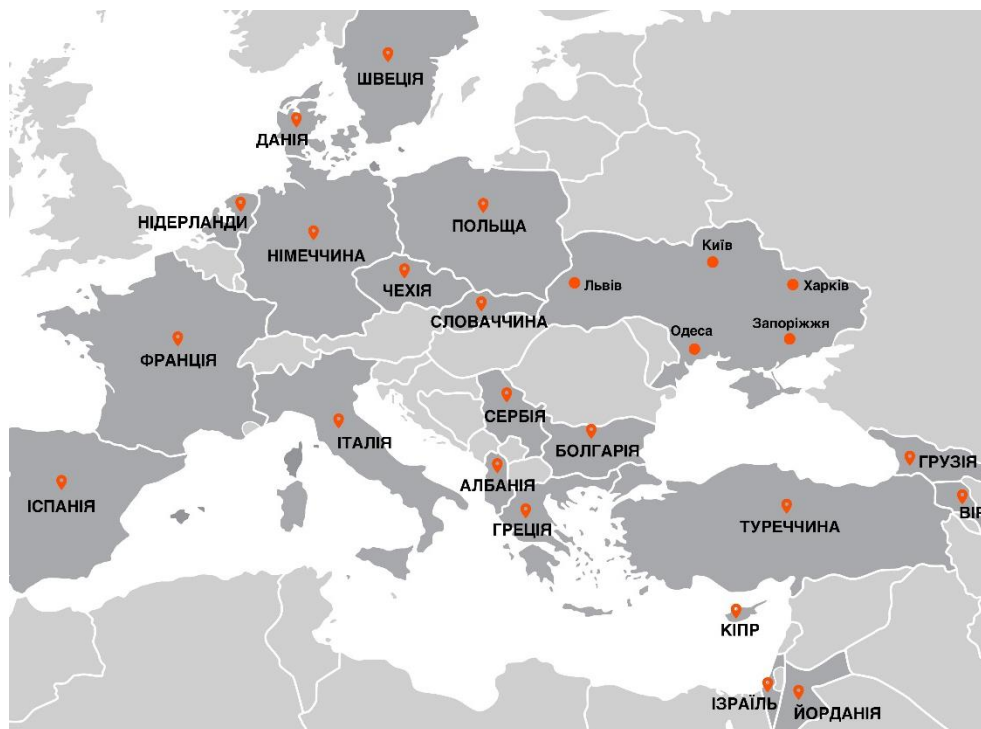 ШВЕЦІЯ
ДАНІЯ
НІДЕРЛАНДИ
ПОЛЬЩА
НІМЕЧЧИНА
Київ
ЧЕХІЯ
Львів
Харків
СЛОВАЧЧИНА
Одеса
Запоріжжя
ФРАНЦІЯ
СЕРБІЯ
ІТАЛІЯ
БОЛГАРІЯ
ГРУЗІЯ
АЛБАНІЯ
ІСПАНІЯ
ВІР
ГРЕЦІЯ
ТУРЕЧЧИНА
КІПР
ІЗРАЇЛЬ
ЙОРДАНІЯ